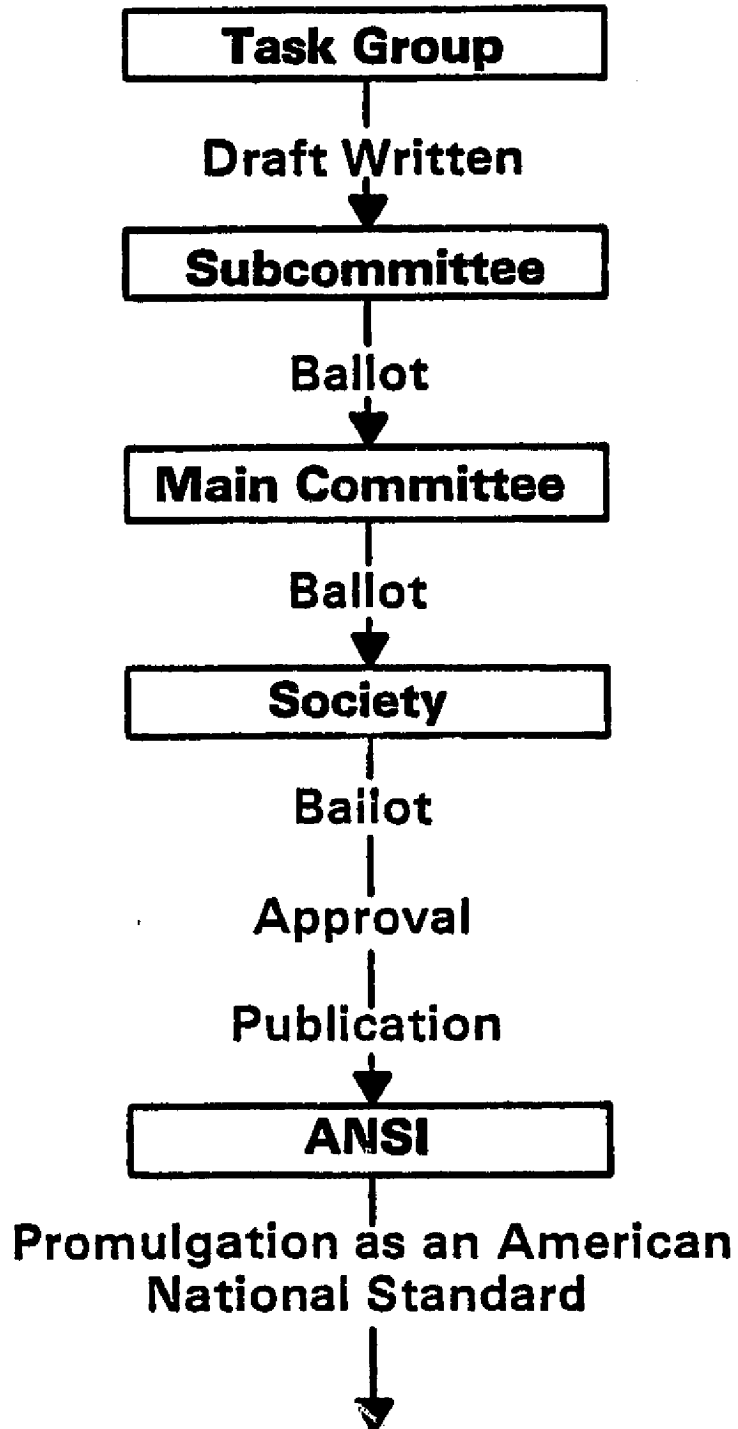 Task Group
Draft Written
Subcommittee
Ballot
Main Committee
Ballot
Society
Ballot
Approval
Publication
ANSI
Promulgation as an American
National Standard